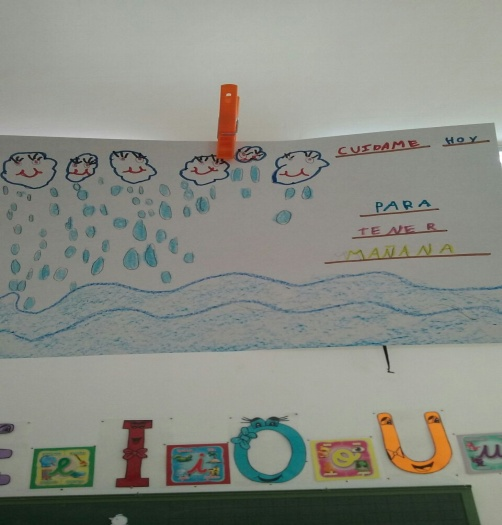 CUIDAME HOY
PARA
TENER
MAÑANA
E e I i O o U u